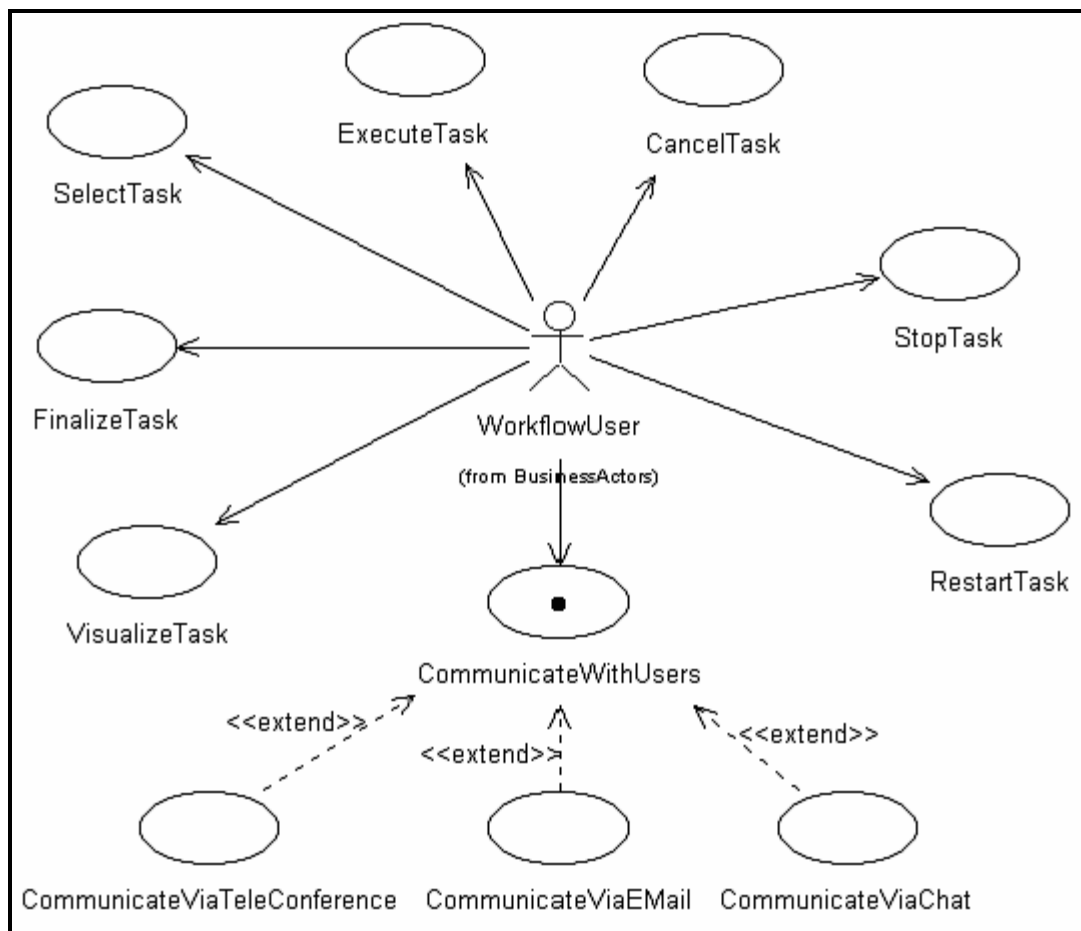 ExecuteTask
CancelTask
SelectTask
StopTask
FinalizeTask
WorkflowUser
(from BusinessActors)
RestartTask
VisualizeTask
CommunicateWithUsers
<<extend>>
<<extend>>
<<extend>>
CommunicateViaTeleConference
CommunicateViaEMail
CommunicateViaChat